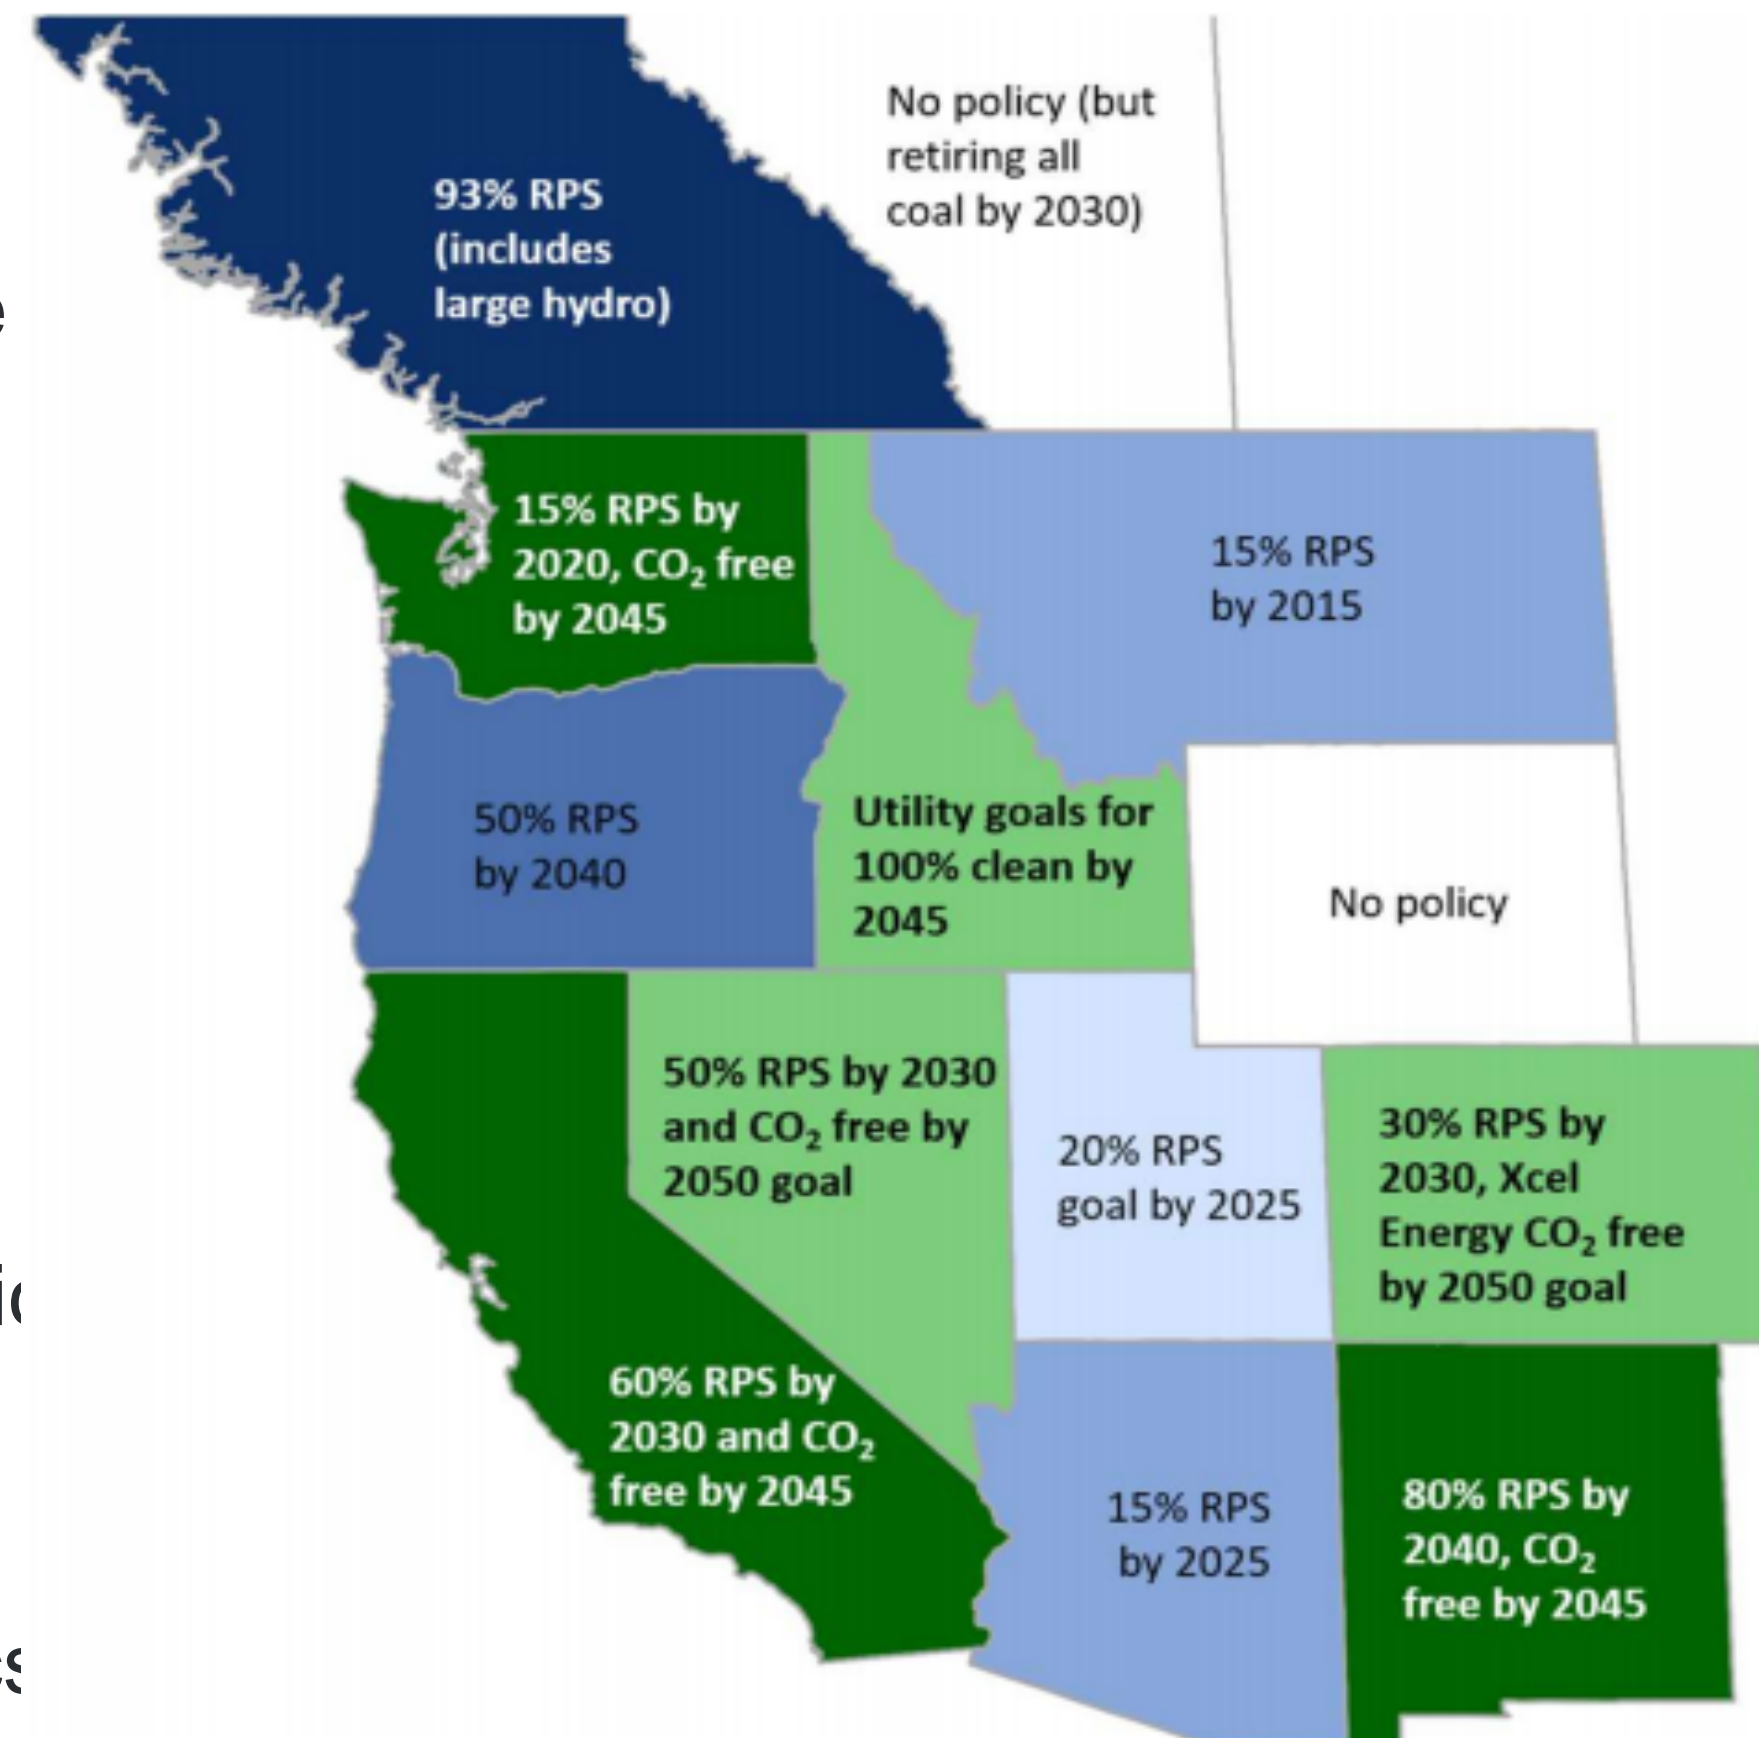 No policy (but
retiring all
coal by 2030)
93% RPS
(includes
large hydro)
15% RPS by
2020, CO₂ free
by 2045
15% RPS
by 2015
50% RPS
by 2040
Utility goals for
100% clean by
2045
No policy
50% RPS by 2030
and CO₂ free by
2050 goal
20% RPS
goal by 2025
30% RPS by
2030, Xcel
Energy CO₂ free
by 2050 goal
60% RPS by
2030 and CO₂
free by 2045
15% RPS
by 2025
80% RPS by
2040, CO₂
free by 2045